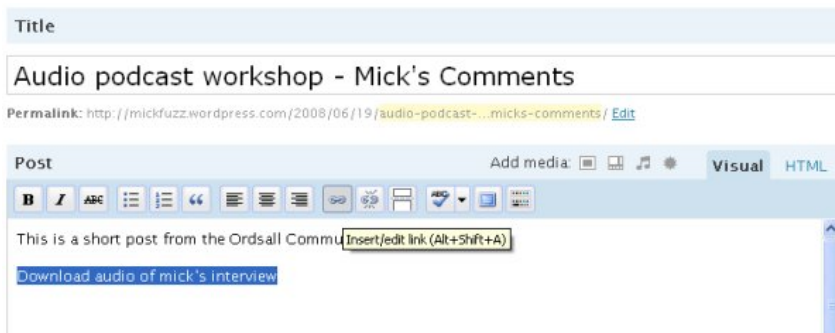 Title
Audio podcast workshop - Mick's Comments
Permalink: http://mickfuzz.wordpress.com/2008/06/19/audio-podcast-...micks-comments/ Edit
Post Add media: Visual HTML
B I ABC ABC
This is a short post from the Ordsall Commu Insert/edit link (Alt+Shift+A)
Download audio of mick's interview